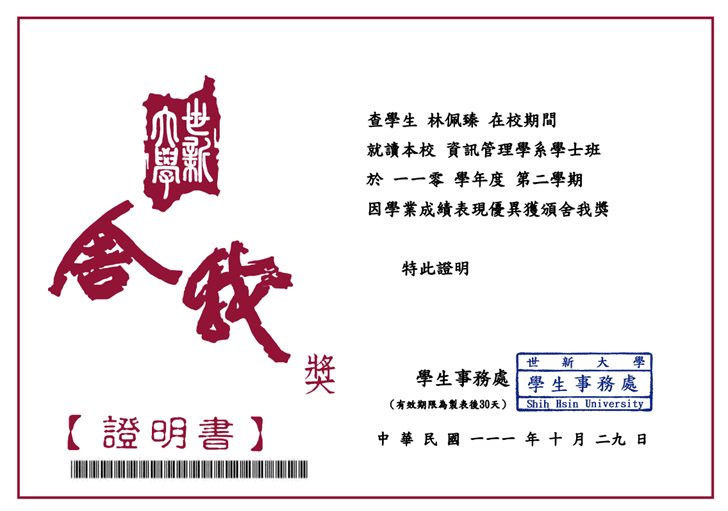 世新大學
舍我
獎
【證明書】
查學生 林佩臻 在校期間
就讀本校 資訊管理學系學士班
於 一一零 學年度 第二學期
因學業成績表現優異獲頒舍我獎
特此證明
學生事務處
(有效期限為製表後30天)
世新大學
學生事務處
Shih Hsin University
中華民國 一一一 年 十 月 二九 日